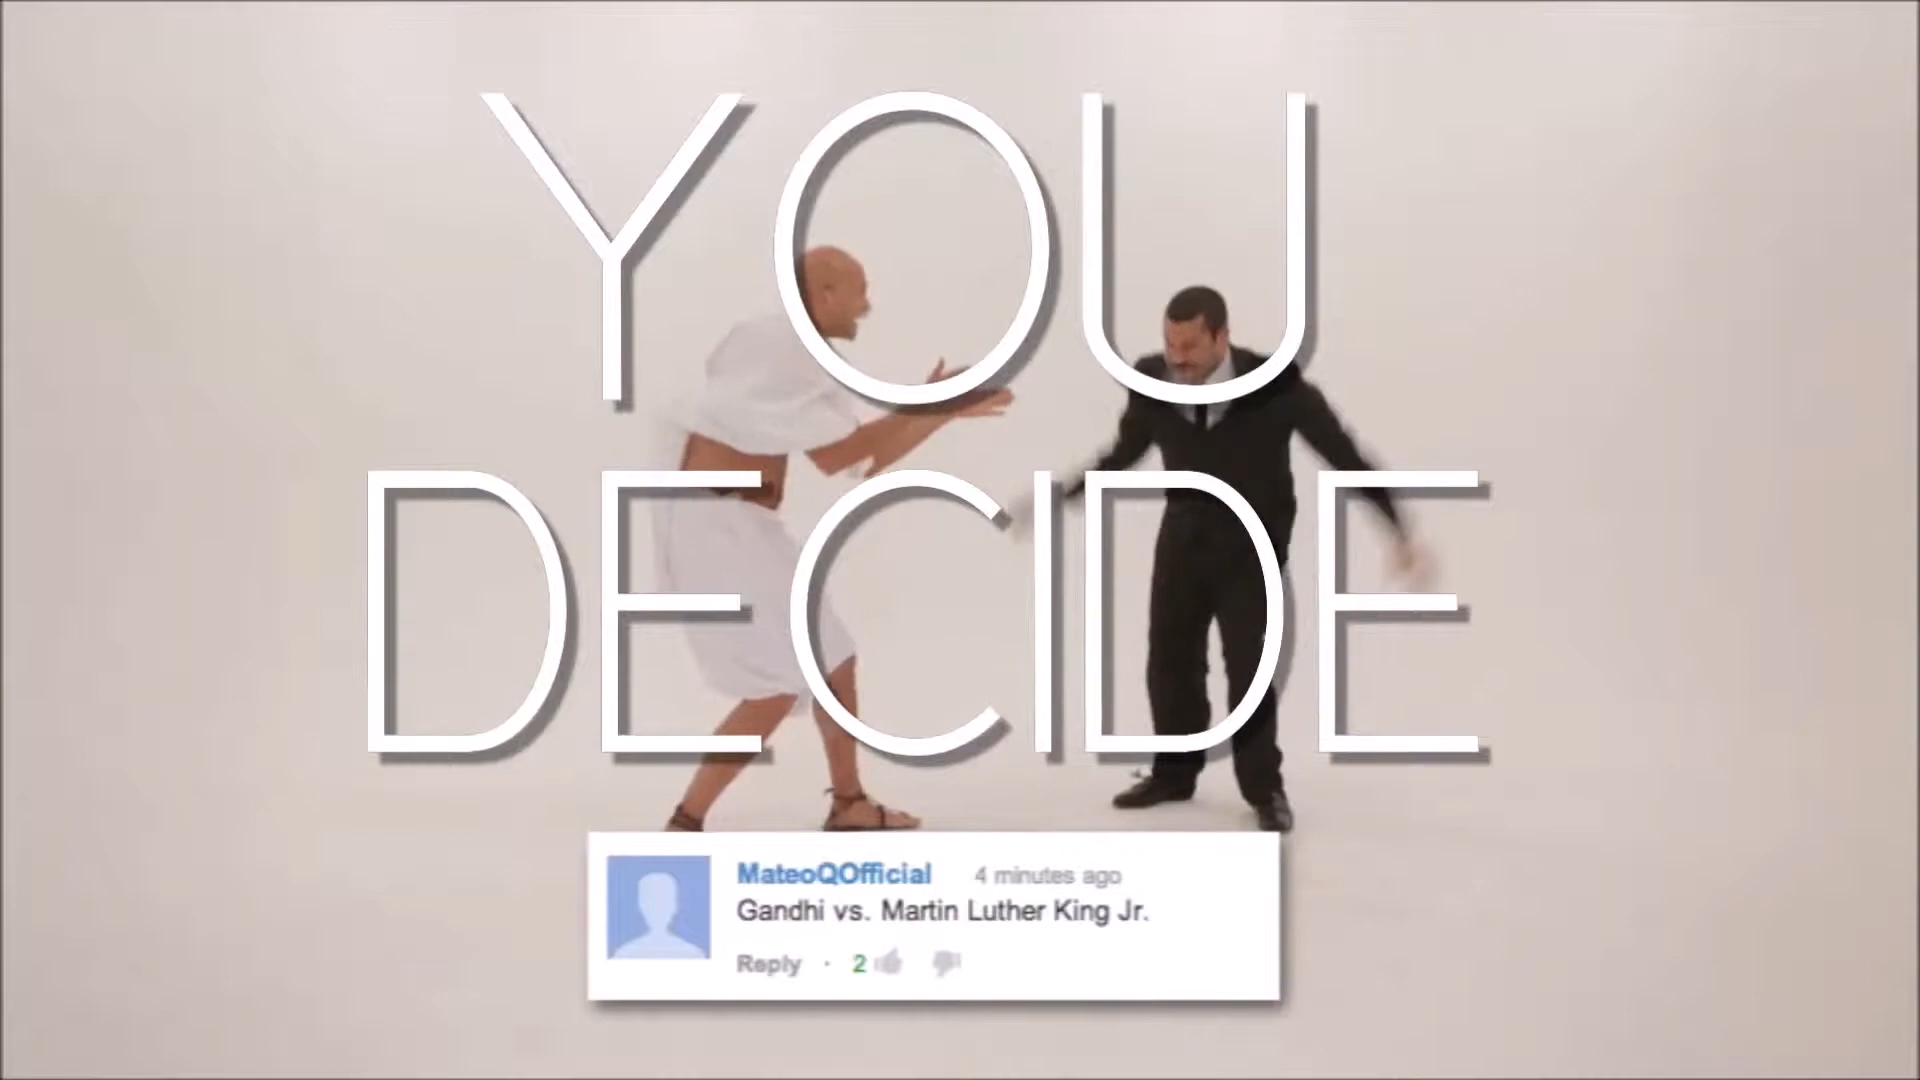 YOU
DECIDE
MateoQOfficial 4 minutes ago
Gandhi vs. Martin Luther King Jr.
Reply · 2